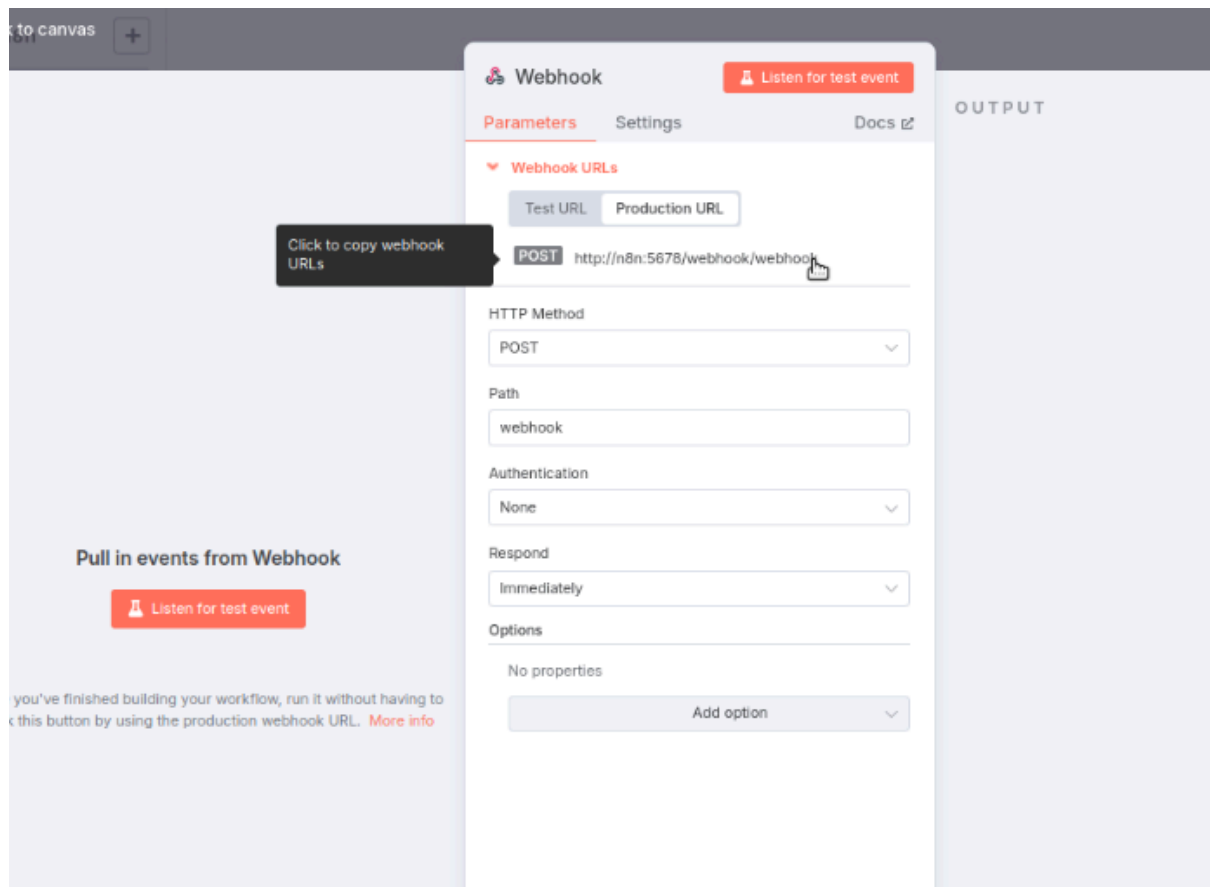 to canvas
Webhook
Listen for test event
Parameters
Settings
Docs
OUTPUT
Webhook URLs
Test URL
Production URL
Click to copy webhook
URLs
POST
http://n8n:5678/webhook/webhook
HTTP Method
POST
Path
webhook
Authentication
None
Respond
Immediately
Options
No properties
Add option
Pull in events from Webhook
Listen for test event
you've finished building your workflow, run it without having to
this button by using the production webhook URL. More info